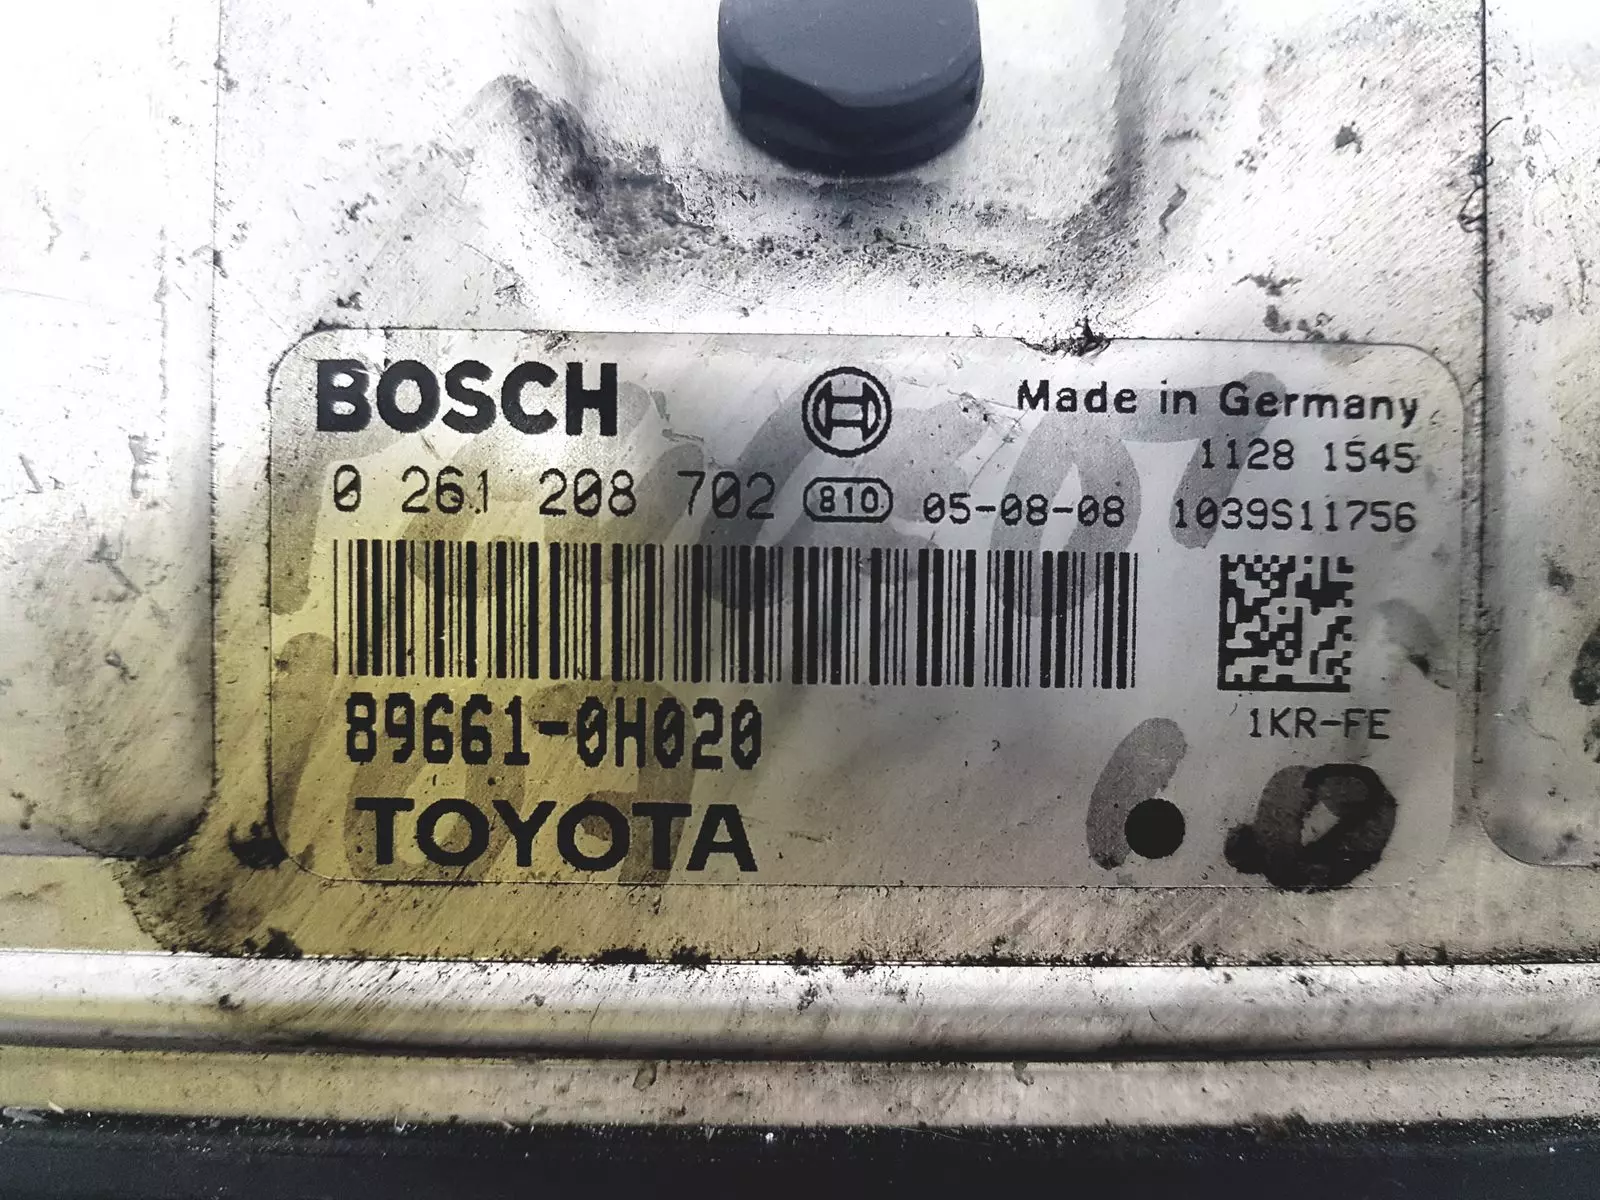 BOSCH
Made in Germany
1128 1545
0 261 208 702 810 05-08-08 1039S11756
89661-0H020
1KR-FE
TOYOTA